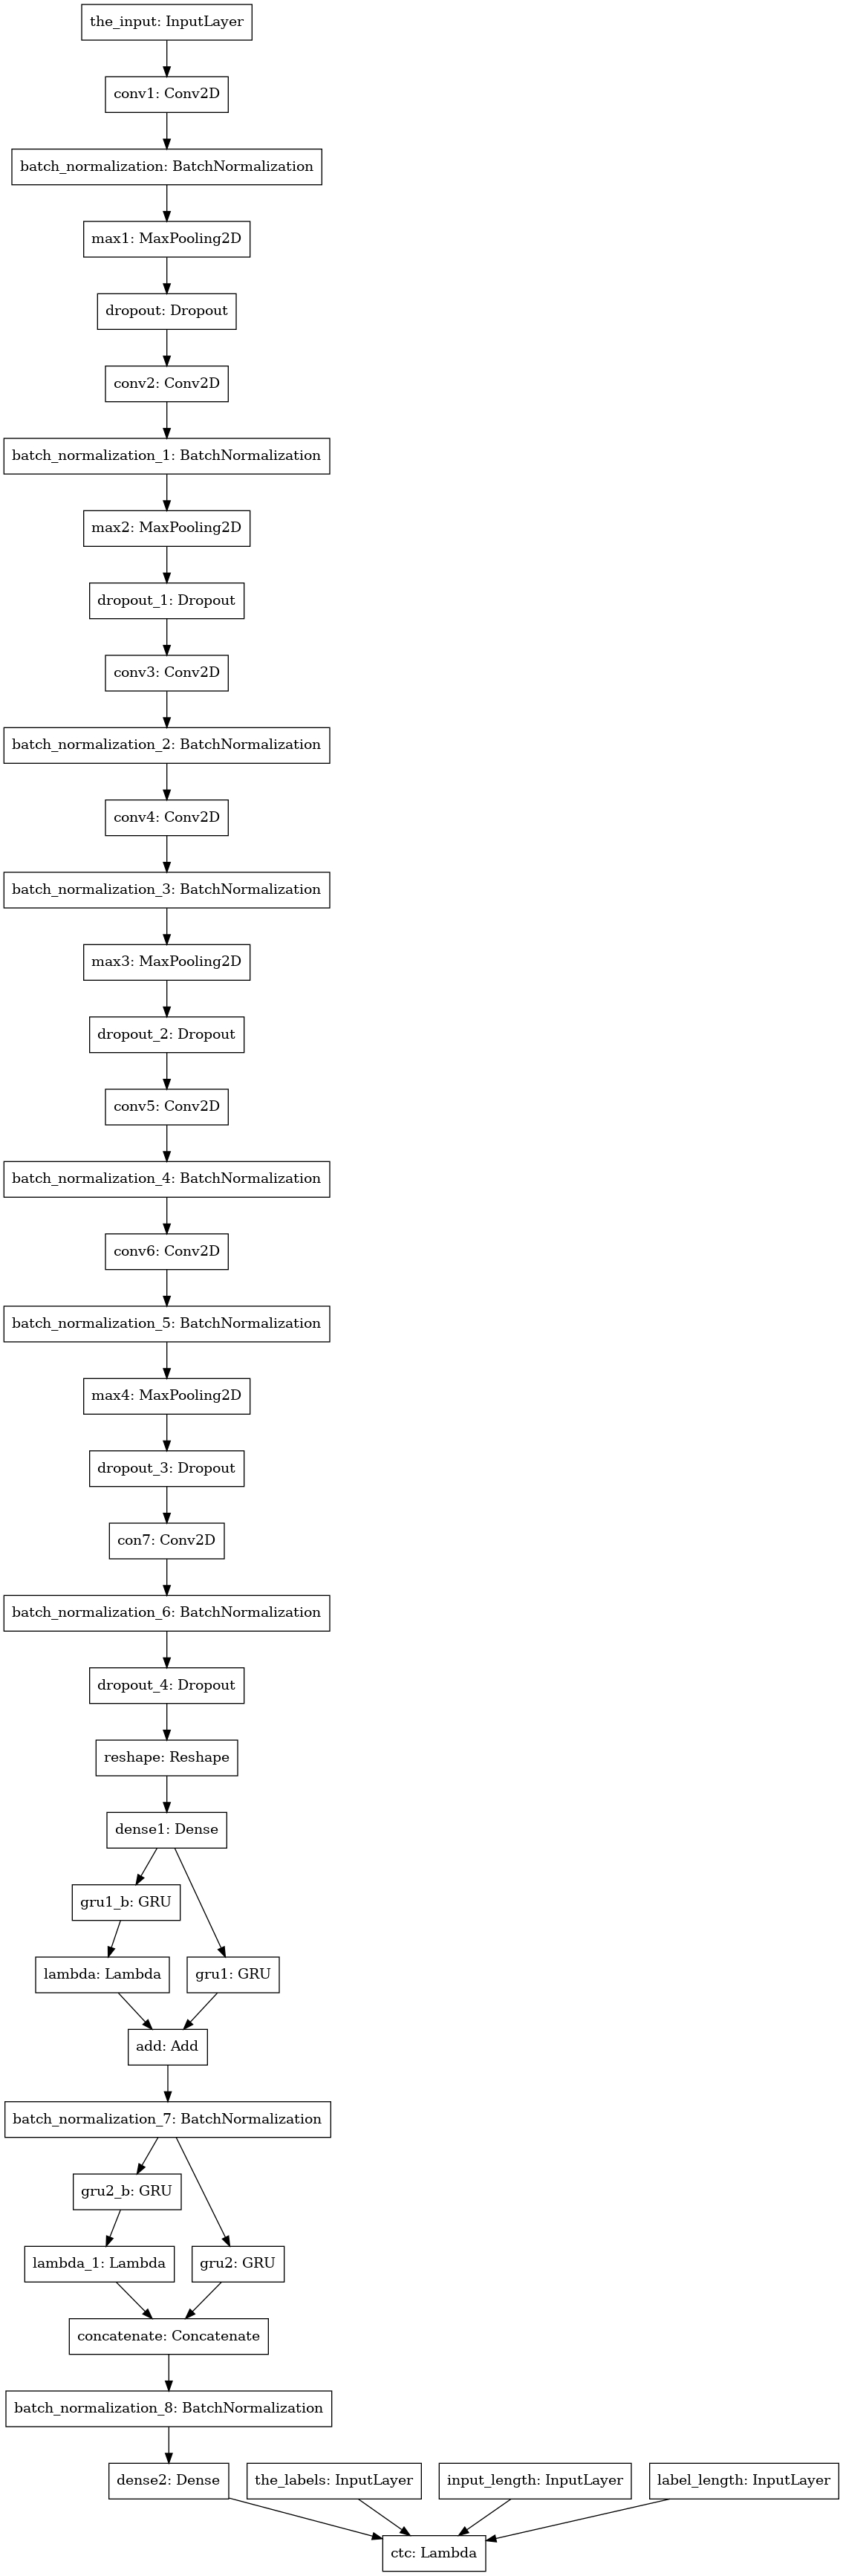 the_input: InputLayer
conv1: Conv2D
batch_normalization: BatchNormalization
max1: MaxPooling2D
dropout: Dropout
conv2: Conv2D
batch_normalization_1: BatchNormalization
max2: MaxPooling2D
dropout_1: Dropout
conv3: Conv2D
batch_normalization_2: BatchNormalization
conv4: Conv2D
batch_normalization_3: BatchNormalization
max3: MaxPooling2D
dropout_2: Dropout
conv5: Conv2D
batch_normalization_4: BatchNormalization
conv6: Conv2D
batch_normalization_5: BatchNormalization
max4: MaxPooling2D
dropout_3: Dropout
con7: Conv2D
batch_normalization_6: BatchNormalization
dropout_4: Dropout
reshape: Reshape
dense1: Dense
gru1_b: GRU
lambda: Lambda
gru1: GRU
add: Add
batch_normalization_7: BatchNormalization
gru2_b: GRU
lambda_1: Lambda
gru2: GRU
concatenate: Concatenate
batch_normalization_8: BatchNormalization
dense2: Dense
the_labels: InputLayer
input_length: InputLayer
label_length: InputLayer
ctc: Lambda